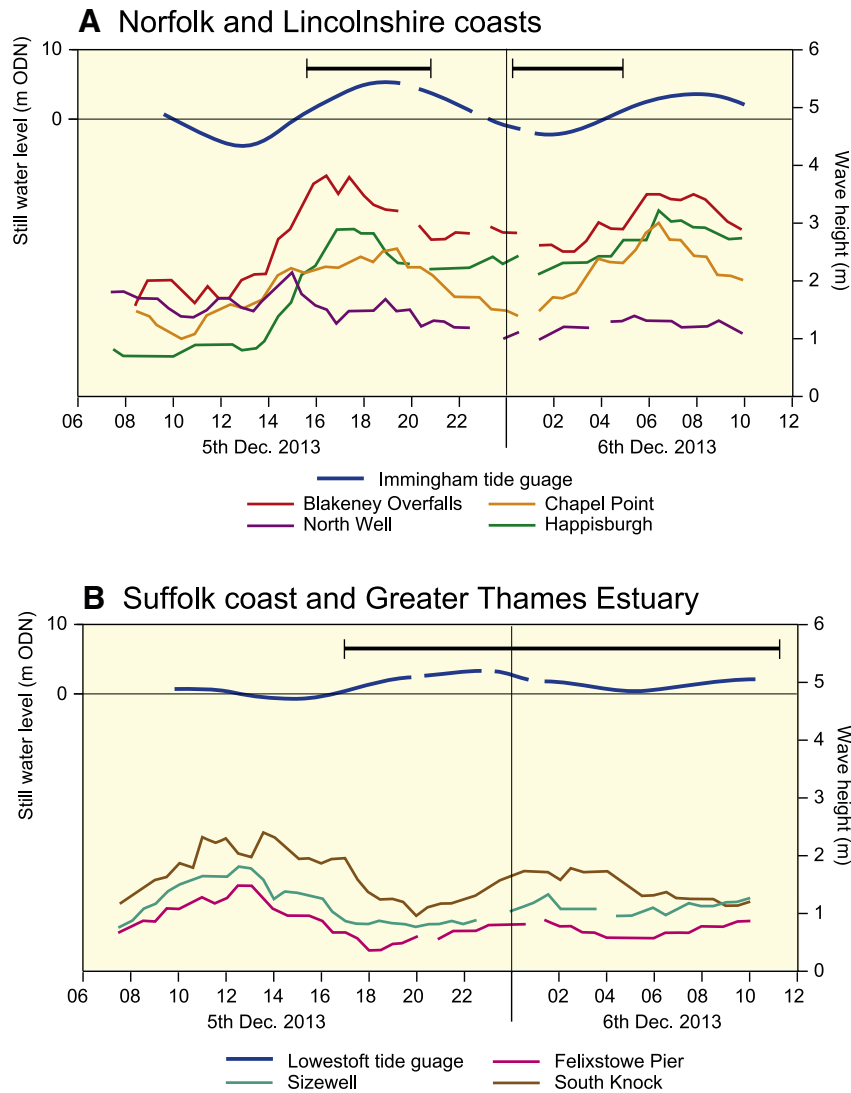 A Norfolk and Lincolnshire coasts
10
0
Still water level (m ODN)
6
5
4
3
2
1
0
Wave height (m)
06 08 10 12 14 16 18 20 22 02 04 06 08 10 12
5th Dec. 2013 6th Dec. 2013
Immingham tide guage
Blakeney Overfalls Chapel Point
North Well Happisburgh
B Suffolk coast and Greater Thames Estuary
10
0
Still water level (m ODN)
6
5
4
3
2
1
0
Wave height (m)
06 08 10 12 14 16 18 20 22 02 04 06 08 10 12
5th Dec. 2013 6th Dec. 2013
Lowestoft tide guage Felixstowe Pier
Sizewell South Knock